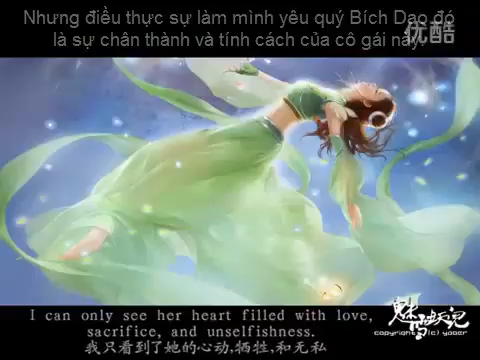 Nhưng điều thực sự làm mình yêu quý Bích Dao đó
là sự chân thành và tính cách của cô gái này
优酷
I can only see her heart filled with love,
sacrifice, and unselfishness.
我只看到了她的心动,牺牲,和无私
copyright (c) yaoer